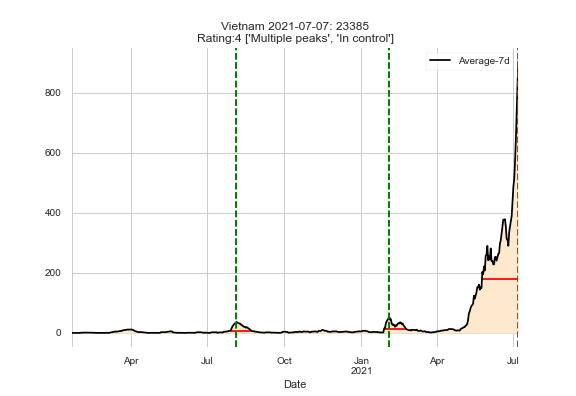 Vietnam 2021-07-07: 23385
Rating:4 ['Multiple peaks', 'In control']
Average-7d
800
600
400
200
0
Apr
Jul
Oct
Jan
2021
Apr
Jul
Date